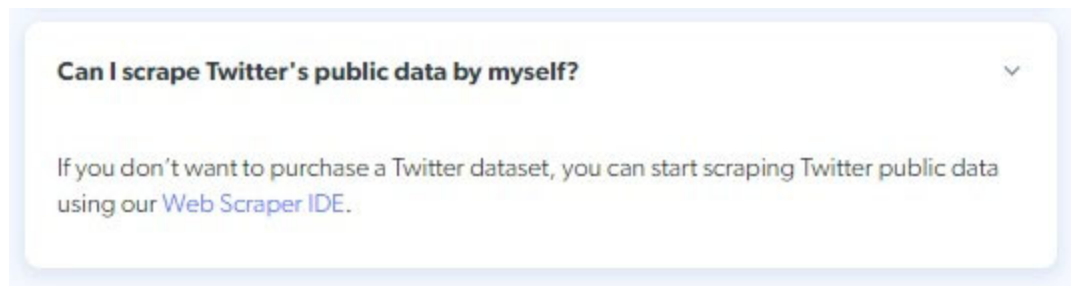 Can I scrape Twitter's public data by myself?
If you don’t want to purchase a Twitter dataset, you can start scraping Twitter public data
using our Web Scraper IDE.